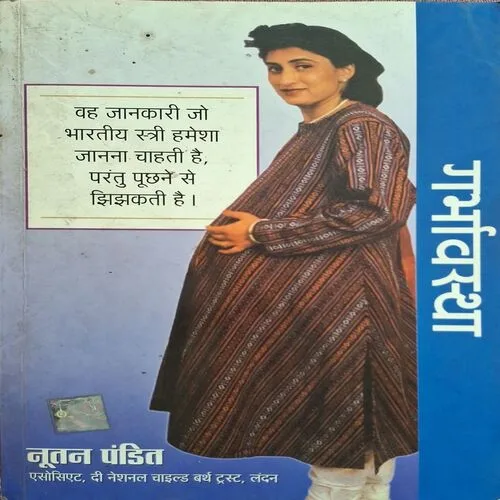 वह जानकारी जो
भारतीय स्त्री हमेशा
जानना चाहती है,
परंतु पूछने से
झिझकती है।
गर्भावस्था
नूतन पंडित
एसोसिएट, दी नेशनल चाइल्ड बर्थ ट्रस्ट, लंदन